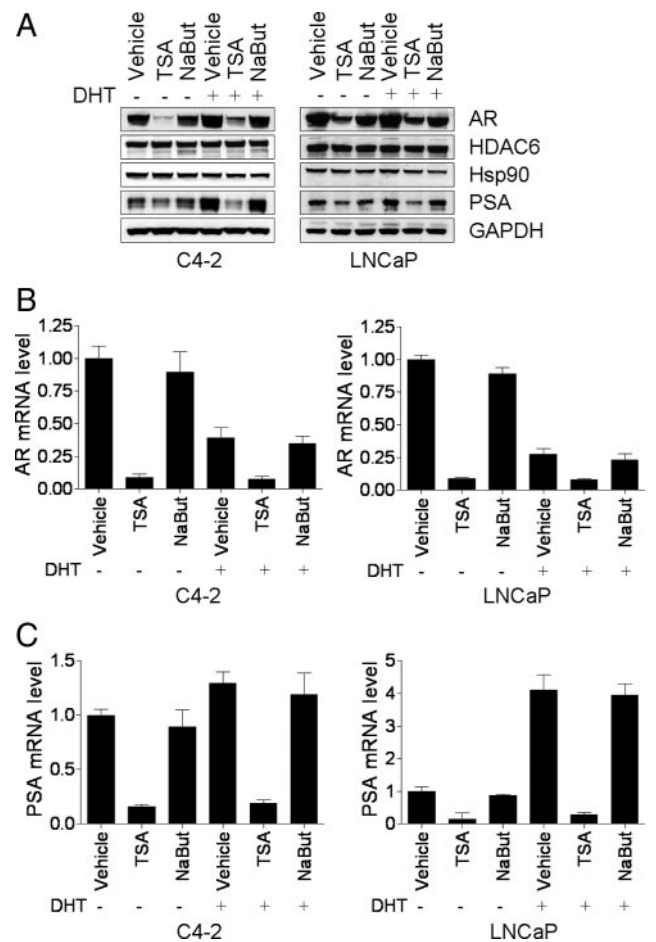 A
Vehicle TSA NaBut Vehicle TSA NaBut Vehicle TSA NaBut Vehicle TSA NaBut
DHT - - - + + + - - - + + +
AR
HDAC6
Hsp90
PSA
GAPDH
C4-2 LNCaP
B
AR mRNA level
1.25
1.00
0.75
0.50
0.25
0.00
Vehicle TSA NaBut Vehicle TSA NaBut
DHT - - - + + +
C4-2
AR mRNA level
1.25
1.00
0.75
0.50
0.25
0.00
Vehicle TSA NaBut Vehicle TSA NaBut
DHT - - - + + +
LNCaP
C
PSA mRNA level
1.5
1.0
0.5
0.0
Vehicle TSA NaBut Vehicle TSA NaBut
DHT - - - + + +
C4-2
PSA mRNA level
5
4
3
2
1
0
Vehicle TSA NaBut Vehicle TSA NaBut
DHT - - - + + +
LNCaP